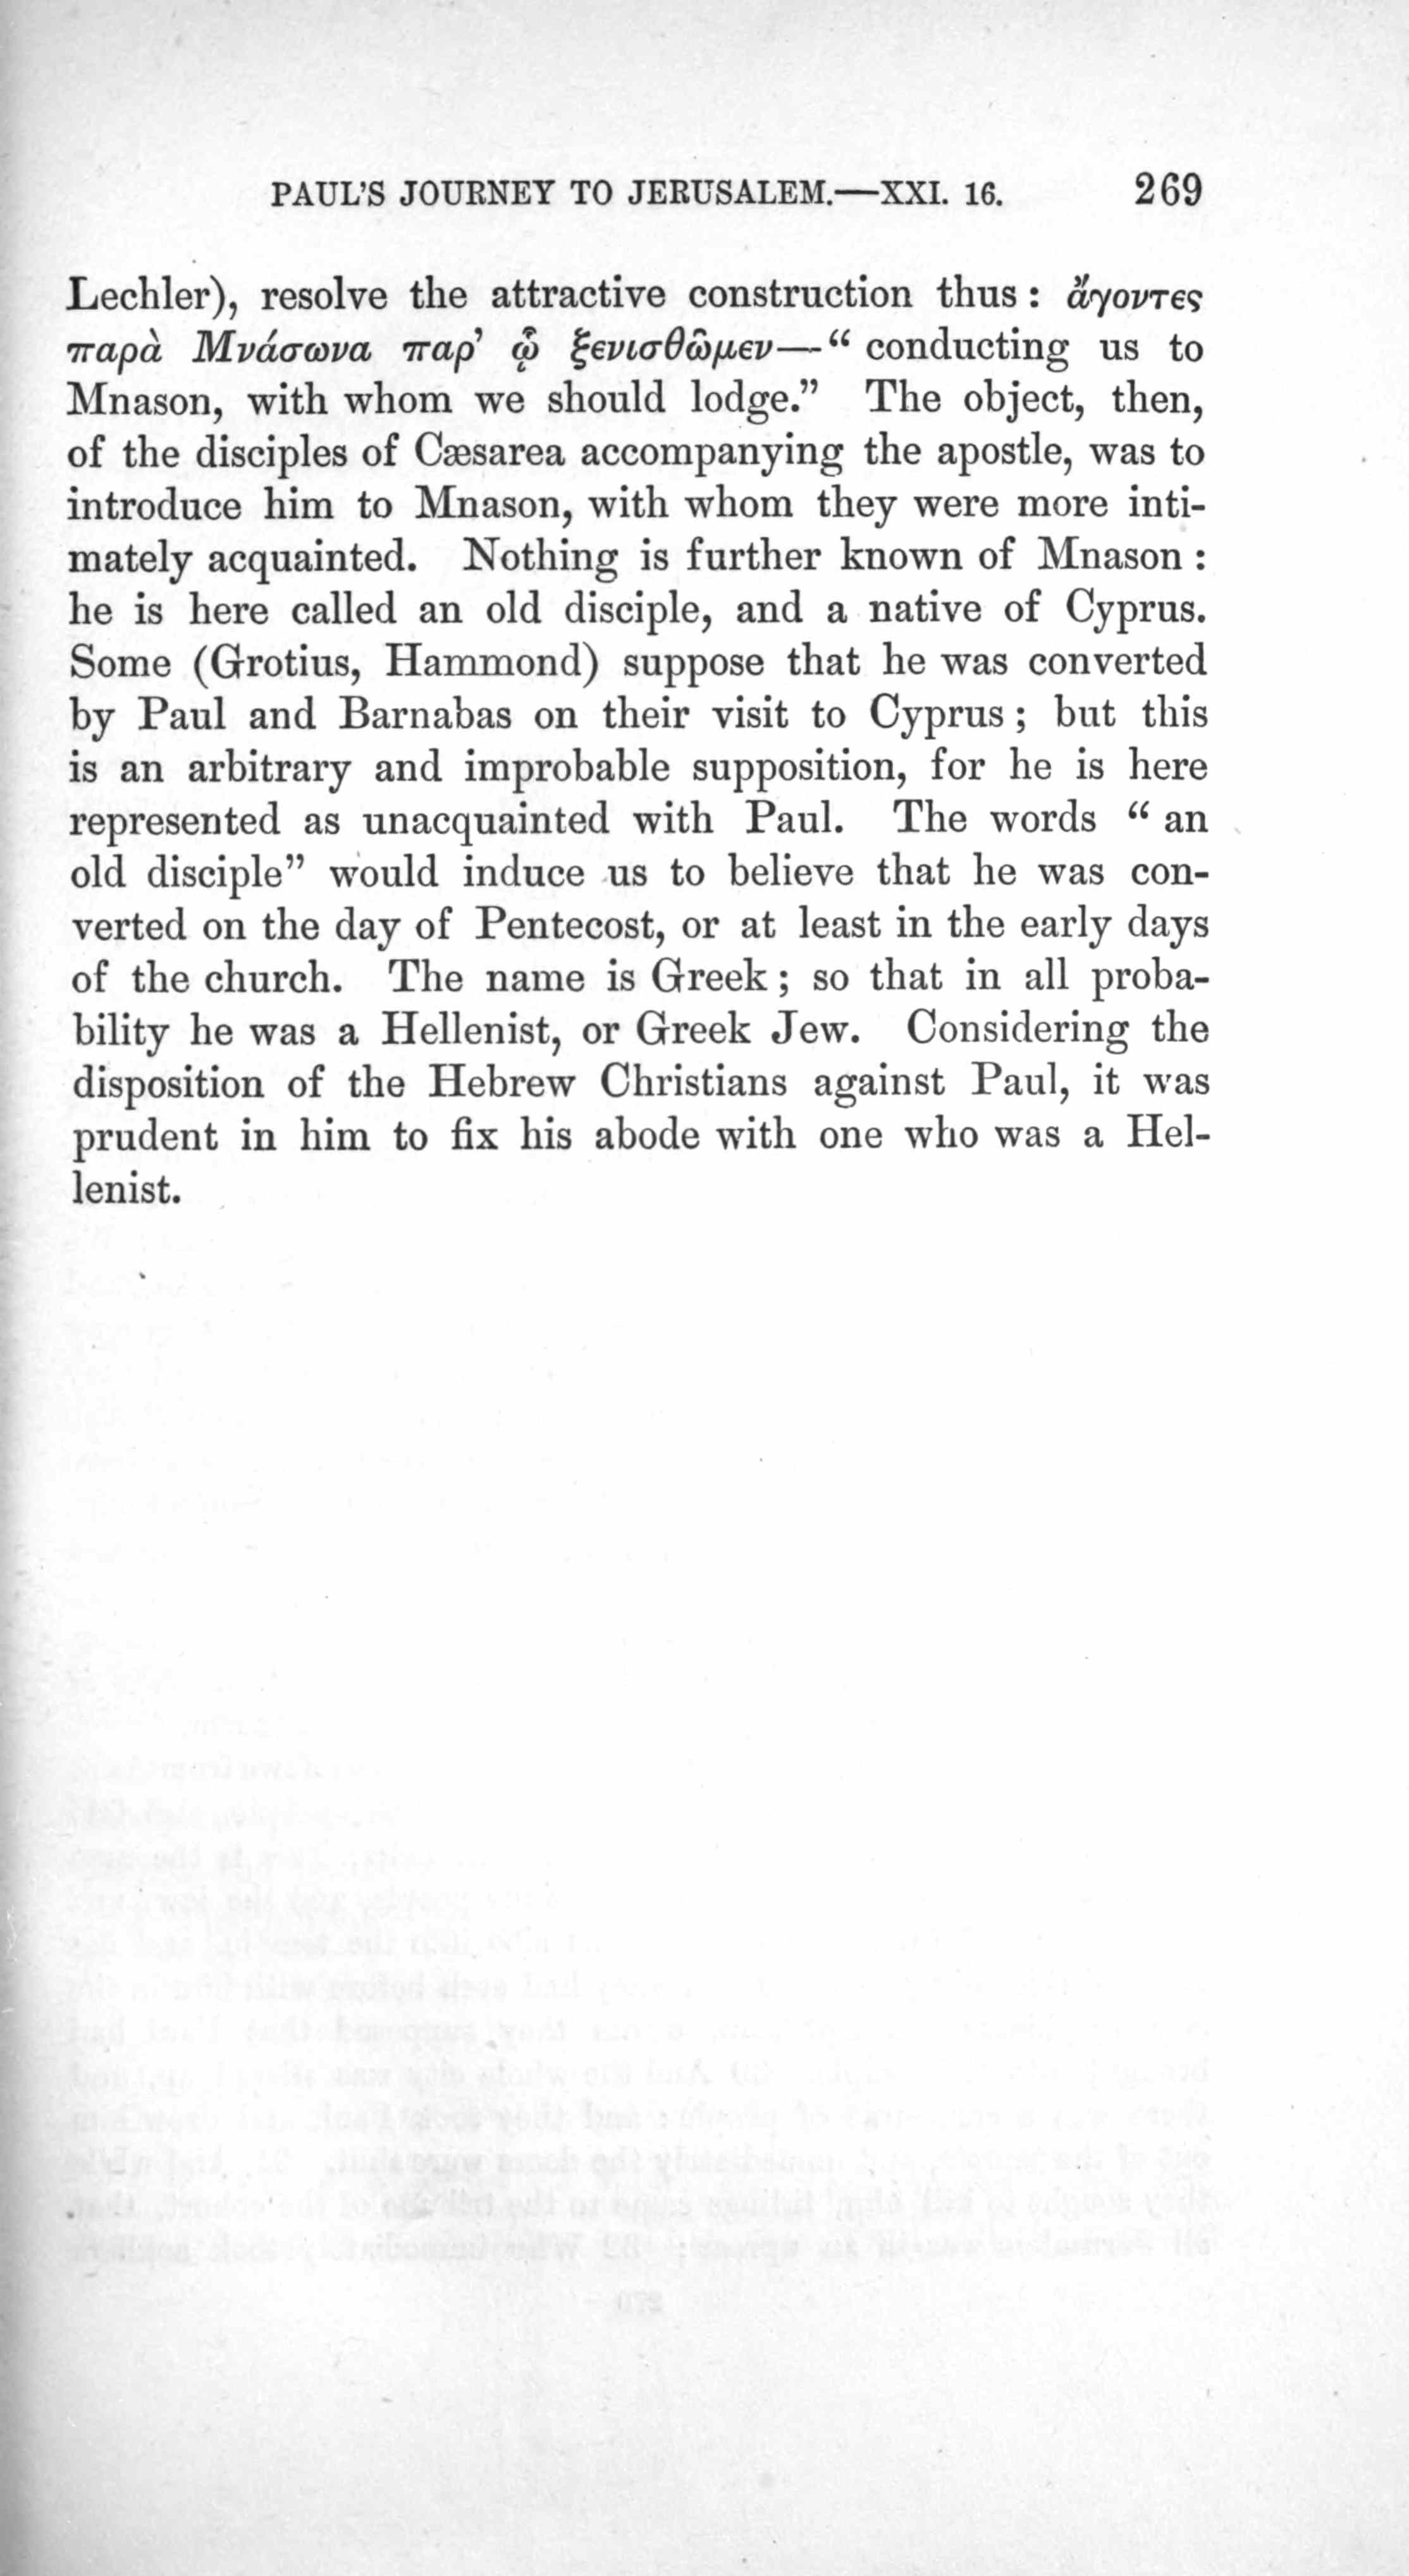 PAUL'S JOURNEY TO JERUSALEM.—XXI. 16. 269
Lechler), resolve the attractive construction thus: ἄγοντες
παρὰ Μνάσωνα παρ' ᾧ ξενισθῶμεν—“ conducting us to
Mnason, with whom we should lodge.” The object, then,
of the disciples of Cæsarea accompanying the apostle, was to
introduce him to Mnason, with whom they were more inti-
mately acquainted. Nothing is further known of Mnason:
he is here called an old disciple, and a native of Cyprus.
Some (Grotius, Hammond) suppose that he was converted
by Paul and Barnabas on their visit to Cyprus; but this
is an arbitrary and improbable supposition, for he is here
represented as unacquainted with Paul. The words “ an
old disciple” would induce us to believe that he was con-
verted on the day of Pentecost, or at least in the early days
of the church. The name is Greek; so that in all proba-
bility he was a Hellenist, or Greek Jew. Considering the
disposition of the Hebrew Christians against Paul, it was
prudent in him to fix his abode with one who was a Hel-
lenist.